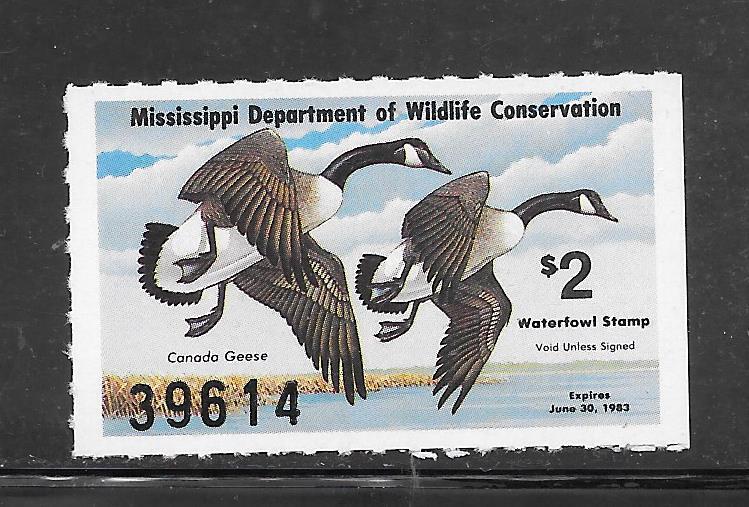 Mississippi Department of Wildlife Conservation
$2
Waterfowl Stamp
Void Unless Signed
Canada Geese
39614
Expires
June 30, 1983